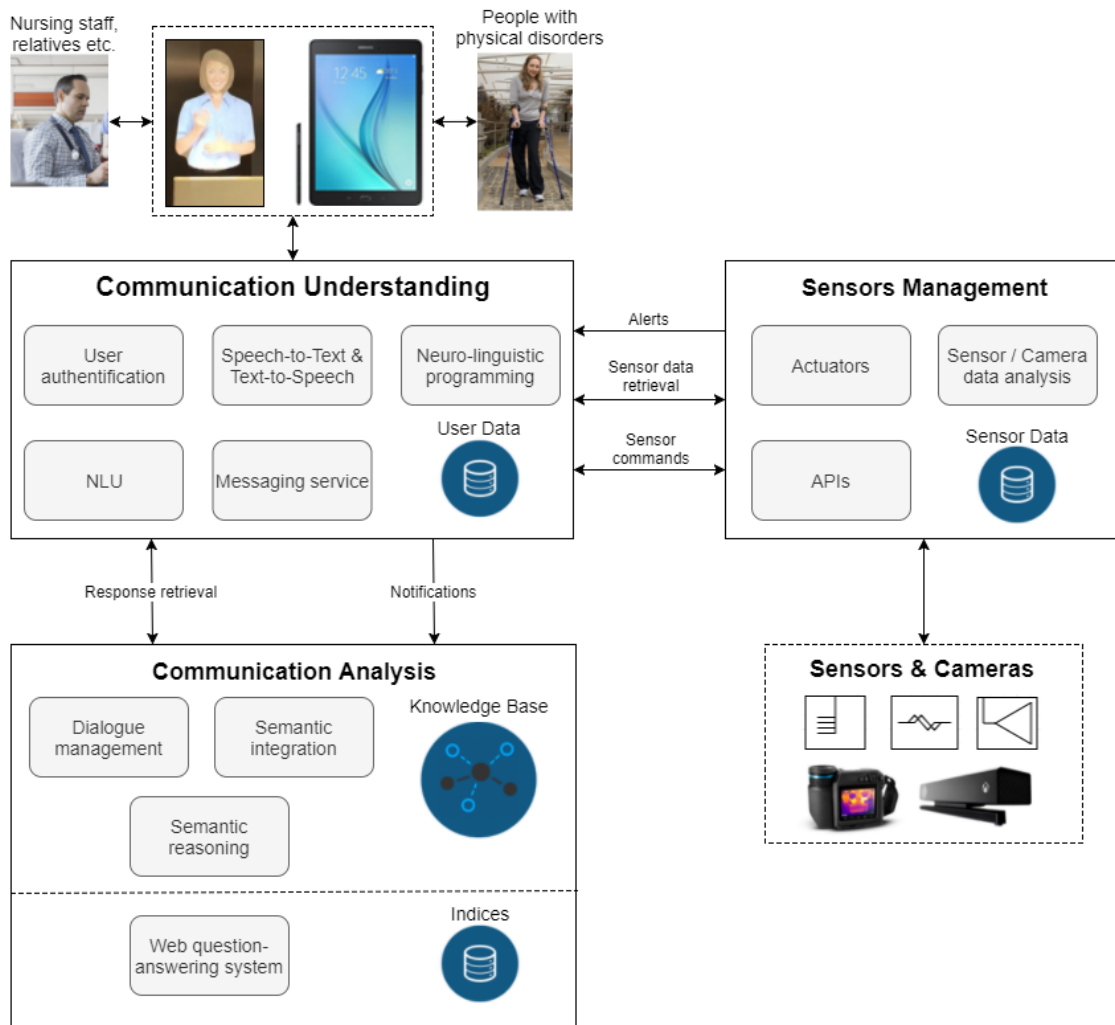 Nursing staff,
relatives etc.
People with
physical disorders
12:45
Communication Understanding
User
authentification
Speech-to-Text &
Text-to-Speech
Neuro-linguistic
programming
NLU
Messaging service
User Data
Alerts
Sensor data
retrieval
Sensor
commands
Sensors Management
Actuators
Sensor / Camera
data analysis
APIs
Sensor Data
Response retrieval
Notifications
Communication Analysis
Dialogue
management
Semantic
integration
Knowledge Base
Semantic
reasoning
Web question-
answering system
Indices
Sensors & Cameras